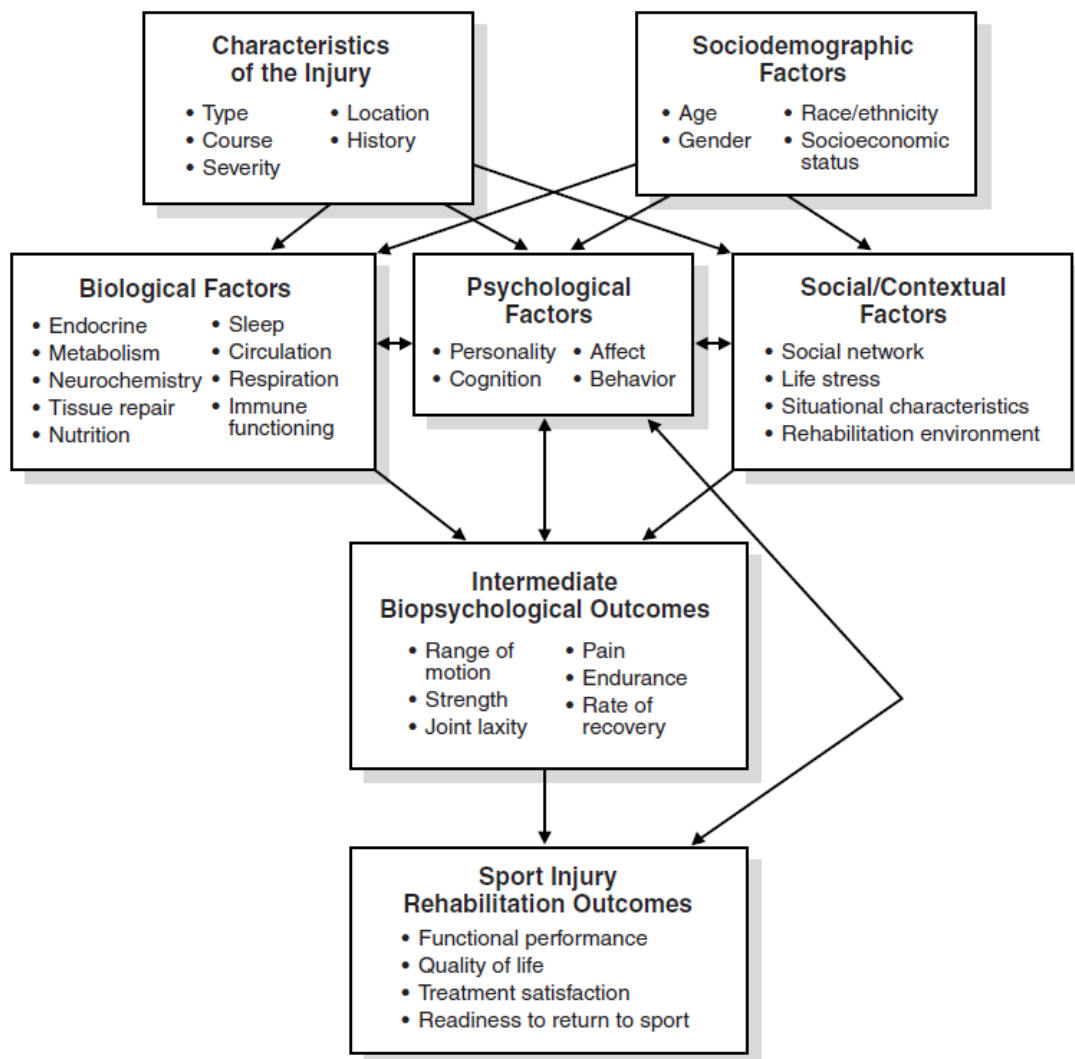 Characteristics
of the Injury
• Type
• Course
• Severity
• Location
• History
Sociodemographic
Factors
• Age
• Gender
• Race/ethnicity
• Socioeconomic
status
Biological Factors
• Endocrine
• Metabolism
• Neurochemistry
• Tissue repair
• Nutrition
• Sleep
• Circulation
• Respiration
• Immune
functioning
Psychological
Factors
• Personality
• Cognition
• Affect
• Behavior
Social/Contextual
Factors
• Social network
• Life stress
• Situational characteristics
• Rehabilitation environment
Intermediate
Biopsychological Outcomes
• Range of
motion
• Strength
• Joint laxity
• Pain
• Endurance
• Rate of
recovery
Sport Injury
Rehabilitation Outcomes
• Functional performance
• Quality of life
• Treatment satisfaction
• Readiness to return to sport